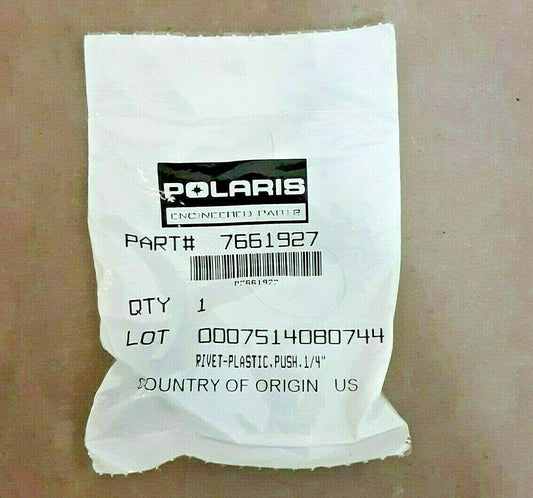 POLARIS
ENGINEERED PARTS
PART# 7661927
P7661927
QTY 1
LOT 0007514080744
RIVET-PLASTIC,PUSH,1/4"
COUNTRY OF ORIGIN US